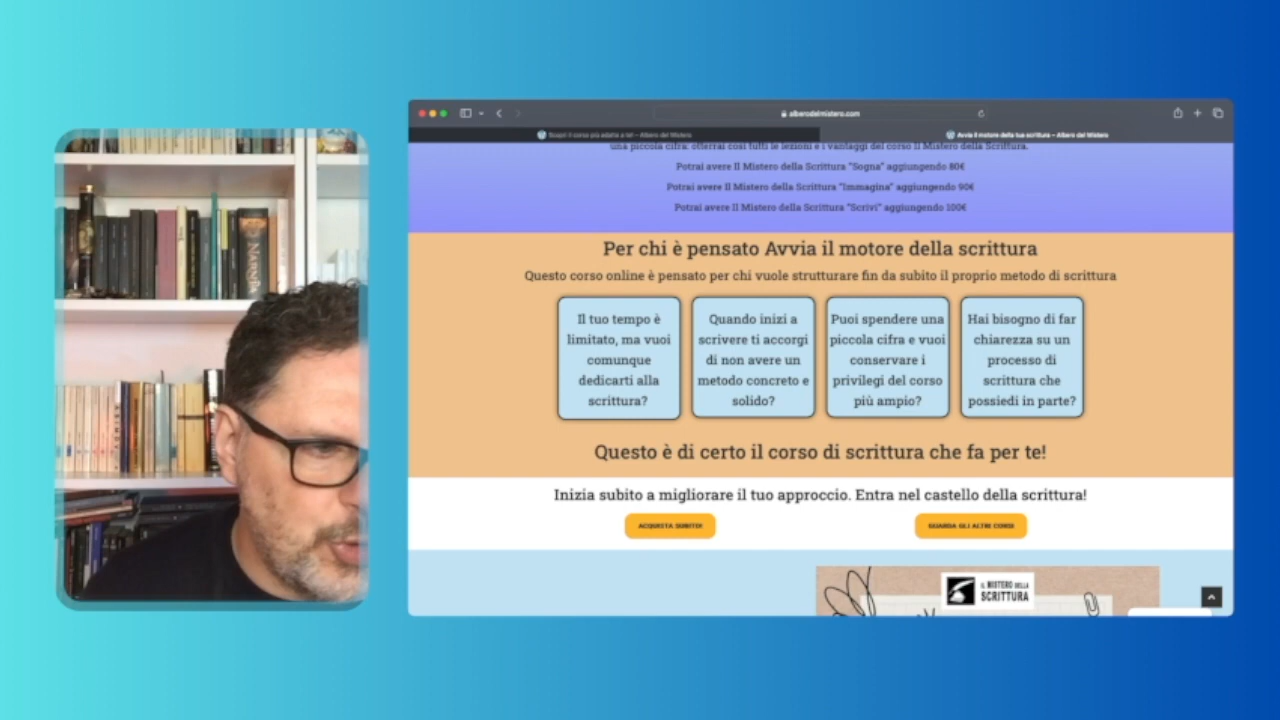 NARNIA
alberodelmistero.com
Scopri il corso più adatto a te! – Albero del Mistero
Avvia il motore della tua scrittura – Albero del Mistero
una piccola cifra: otterrai così tutti le lezioni e i vantaggi del corso Il Mistero della Scrittura.
Potrai avere Il Mistero della Scrittura "Sogna" aggiungendo 80€
Potrai avere Il Mistero della Scrittura "Immagina" aggiungendo 90€
Potrai avere Il Mistero della Scrittura "Scrivi" aggiungendo 100€
Per chi è pensato Avvia il motore della scrittura
Questo corso online è pensato per chi vuole strutturare fin da subito il proprio metodo di scrittura
Il tuo tempo è
limitato, ma vuoi
comunque
dedicarti alla
scrittura?
Quando inizi a
scrivere ti accorgi
di non avere un
metodo concreto e
solido?
Puoi spendere una
piccola cifra e vuoi
conservare i
privilegi del corso
più ampio?
Hai bisogno di far
chiarezza su un
processo di
scrittura che
possiedi in parte?
Questo è di certo il corso di scrittura che fa per te!
Inizia subito a migliorare il tuo approccio. Entra nel castello della scrittura!
ACQUISTA SUBITO!
GUARDA GLI ALTRI CORSI
IL MISTERO DELLA
SCRITTURA